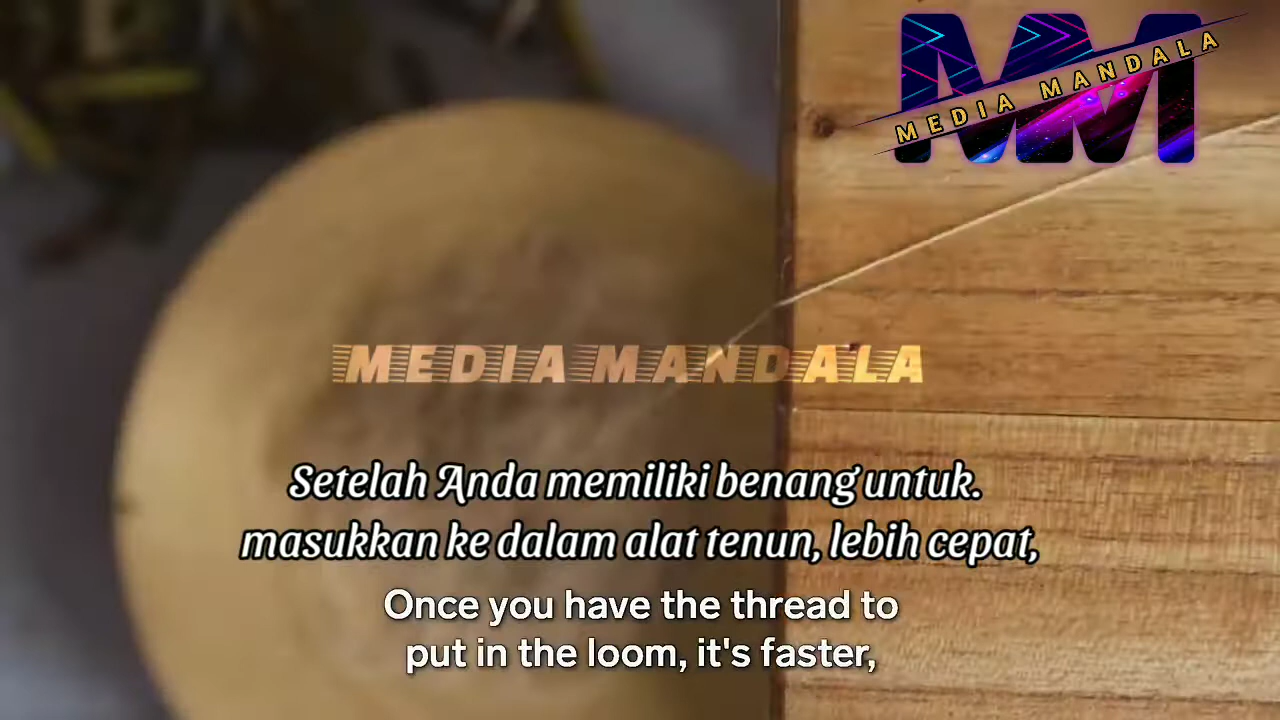 MEDIA MANDALA
MEDIA MANDALA
Setelah Anda memiliki benang untuk.
masukkan ke dalam alat tenun, lebih cepat,
Once you have the thread to
put in the loom, it's faster,